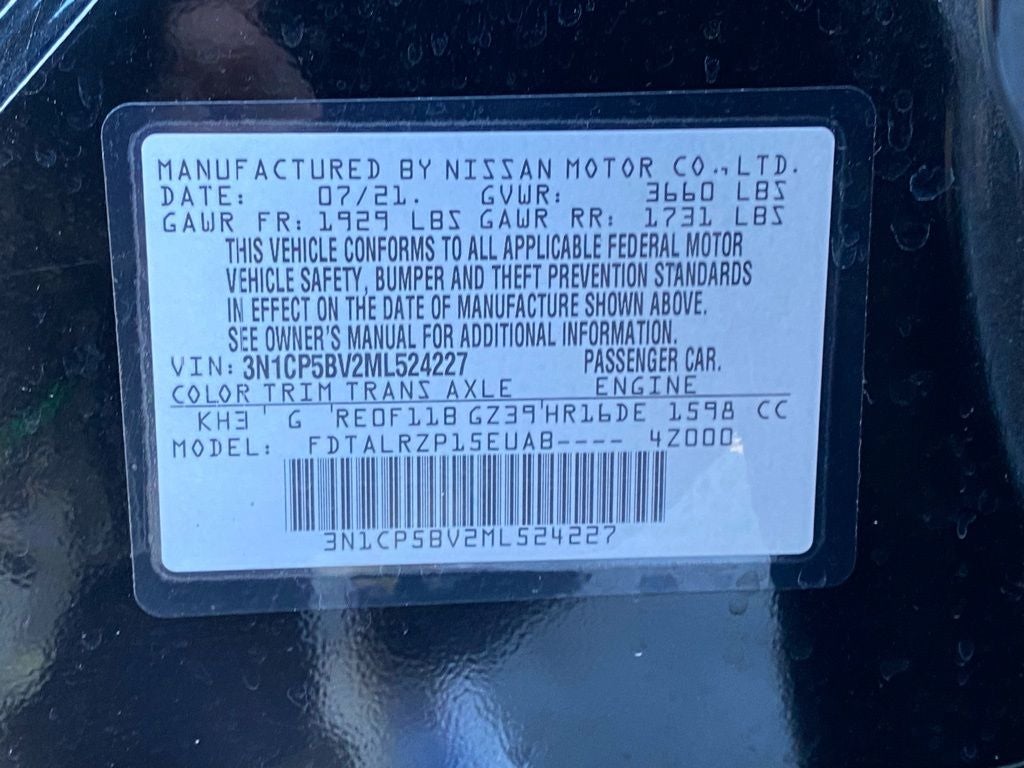 MANUFACTURED BY NISSAN MOTOR CO.,LTD.
DATE: 07/21. GVWR: 3660 LBS
GAWR FR: 1929 LBS GAWR RR: 1731 LBS
THIS VEHICLE CONFORMS TO ALL APPLICABLE FEDERAL MOTOR
VEHICLE SAFETY, BUMPER AND THEFT PREVENTION STANDARDS
IN EFFECT ON THE DATE OF MANUFACTURE SHOWN ABOVE.
SEE OWNER'S MANUAL FOR ADDITIONAL INFORMATION.
VIN: 3N1CP5BV2ML524227 PASSENGER CAR.
COLOR TRIM TRANS AXLE ENGINE
KH3 G RE0F11B GZ39 HR16DE 1598 CC
MODEL: FDTALRZP15EUAB---- 4Z000
3N1CP5BV2ML524227